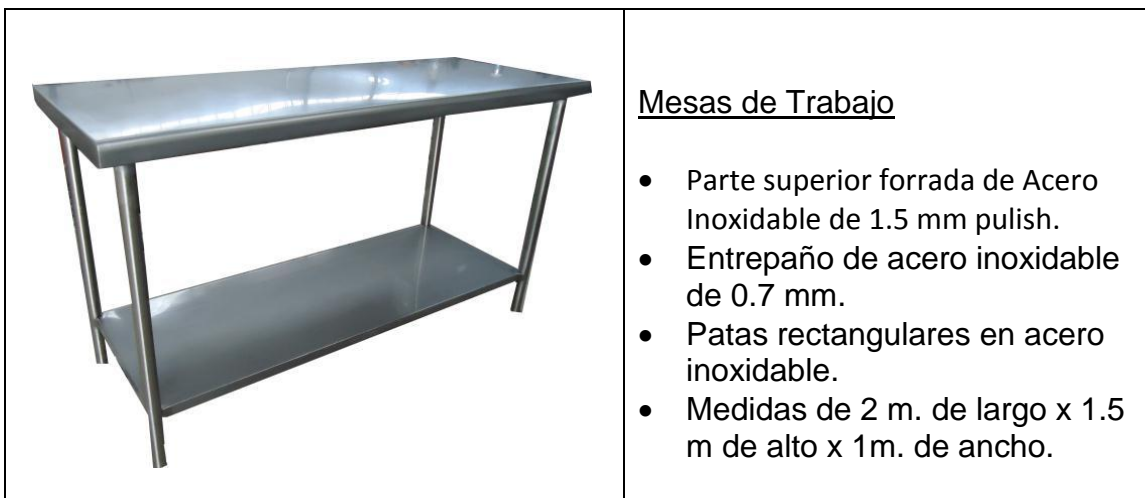 Mesas de Trabajo
• Parte superior forrada de Acero
Inoxidable de 1.5 mm pulish.
• Entrepaño de acero inoxidable
de 0.7 mm.
• Patas rectangulares en acero
inoxidable.
• Medidas de 2 m. de largo x 1.5
m de alto x 1m. de ancho.